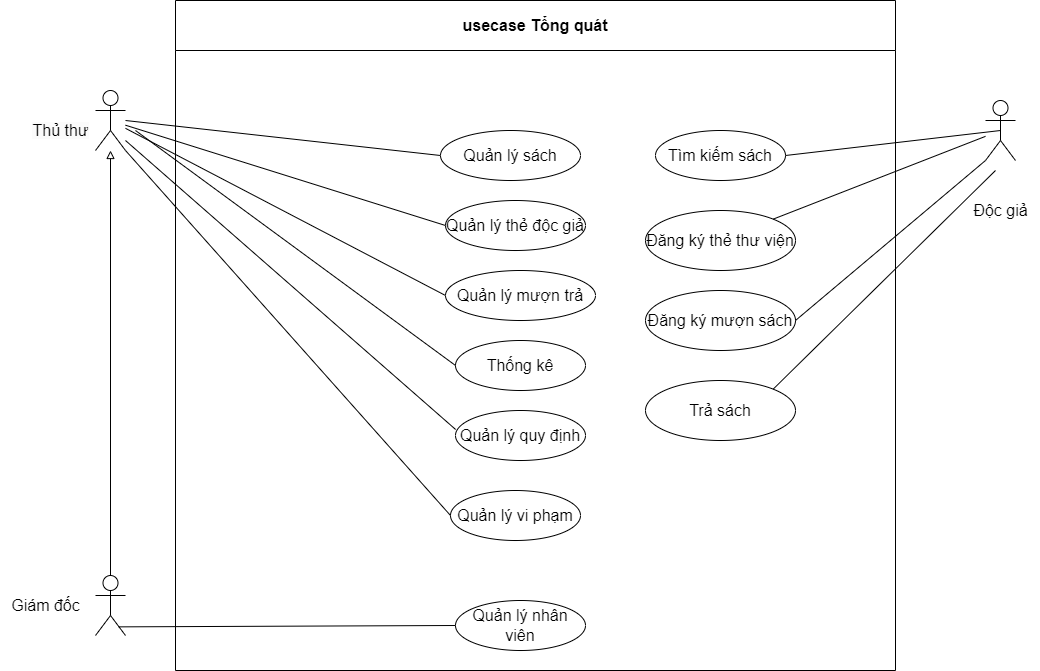 usecase Tổng quát
Thủ thư
Quản lý sách
Tìm kiếm sách
Độc giả
Quản lý thẻ độc giả
Đăng ký thẻ thư viện
Quản lý mượn trả
Đăng ký mượn sách
Thống kê
Trả sách
Quản lý quy định
Quản lý vi phạm
Giám đốc
Quản lý nhân
viên